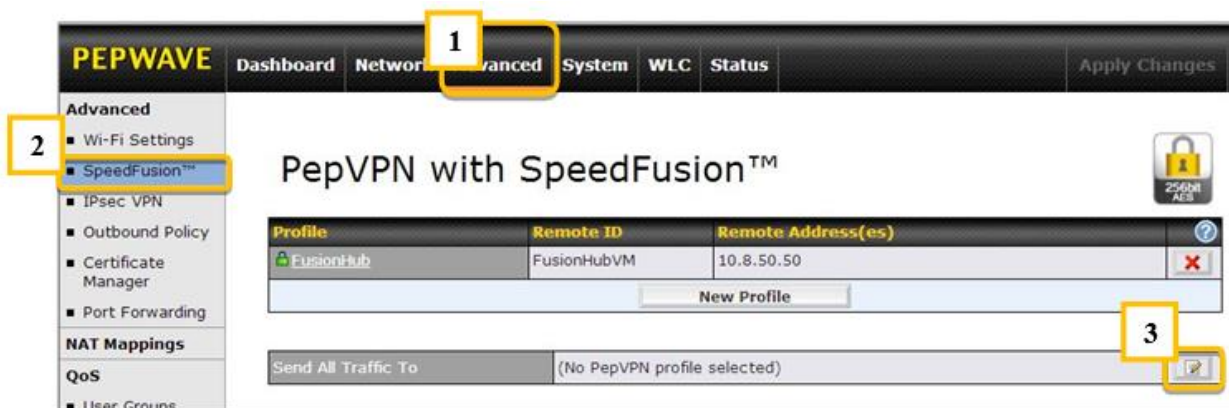 1
PEPWAVE Dashboard Network Advanced System WLC Status Apply Changes
Advanced
2
Wi-Fi Settings
SpeedFusion™
IPsec VPN
Outbound Policy
Certificate
Manager
Port Forwarding
NAT Mappings
QoS
User Groups
PepVPN with SpeedFusion™
256bit
AES
Profile Remote ID Remote Address(es) ?
FusionHub FusionHubVM 10.8.50.50
New Profile
3
Send All Traffic To (No PepVPN profile selected)